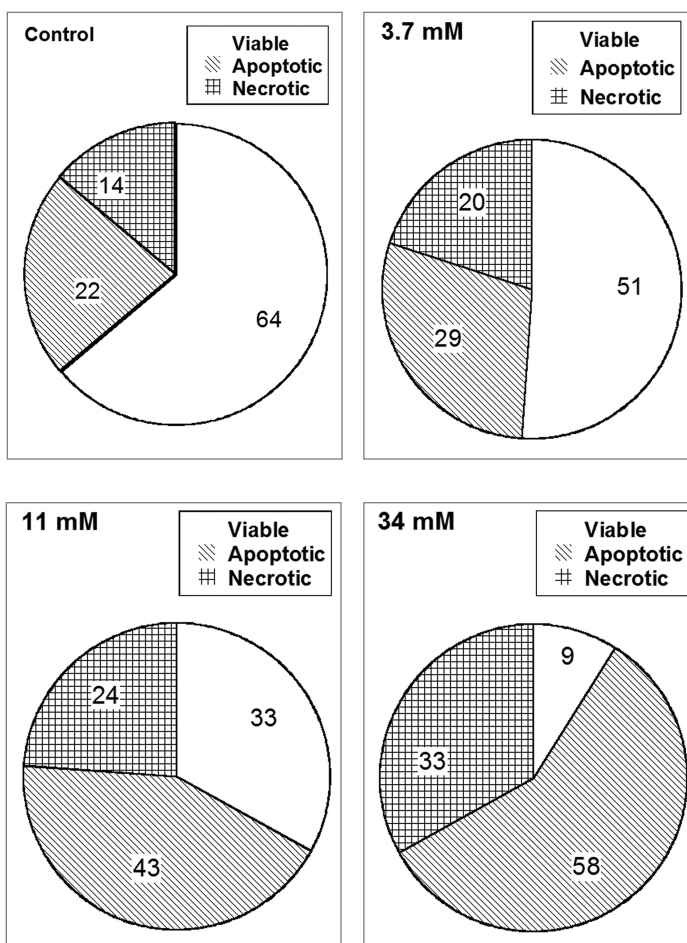 Control
Viable
Apoptotic
Necrotic
14
22
64
3.7 mM
Viable
Apoptotic
Necrotic
20
51
29
11 mM
Viable
Apoptotic
Necrotic
24
33
43
34 mM
Viable
Apoptotic
Necrotic
9
33
58